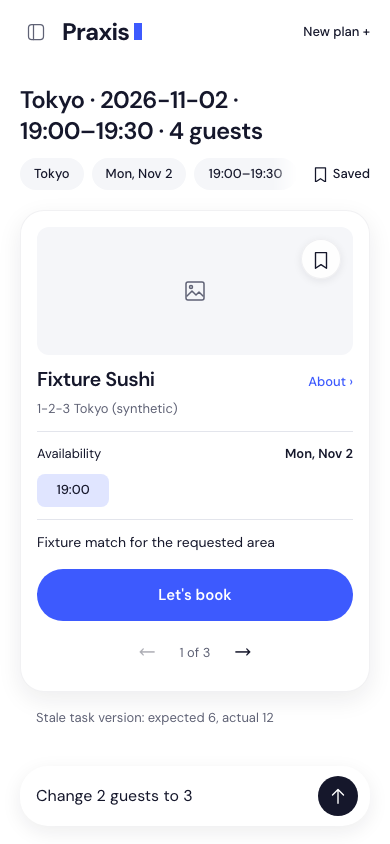 Praxis
New plan +
Tokyo · 2026-11-02 ·
19:00–19:30 · 4 guests
Tokyo
Mon, Nov 2
19:00–19:30
Saved
Fixture Sushi
About ›
1-2-3 Tokyo (synthetic)
Availability
Mon, Nov 2
19:00
Fixture match for the requested area
Let's book
← 1 of 3 →
Stale task version: expected 6, actual 12
Change 2 guests to 3